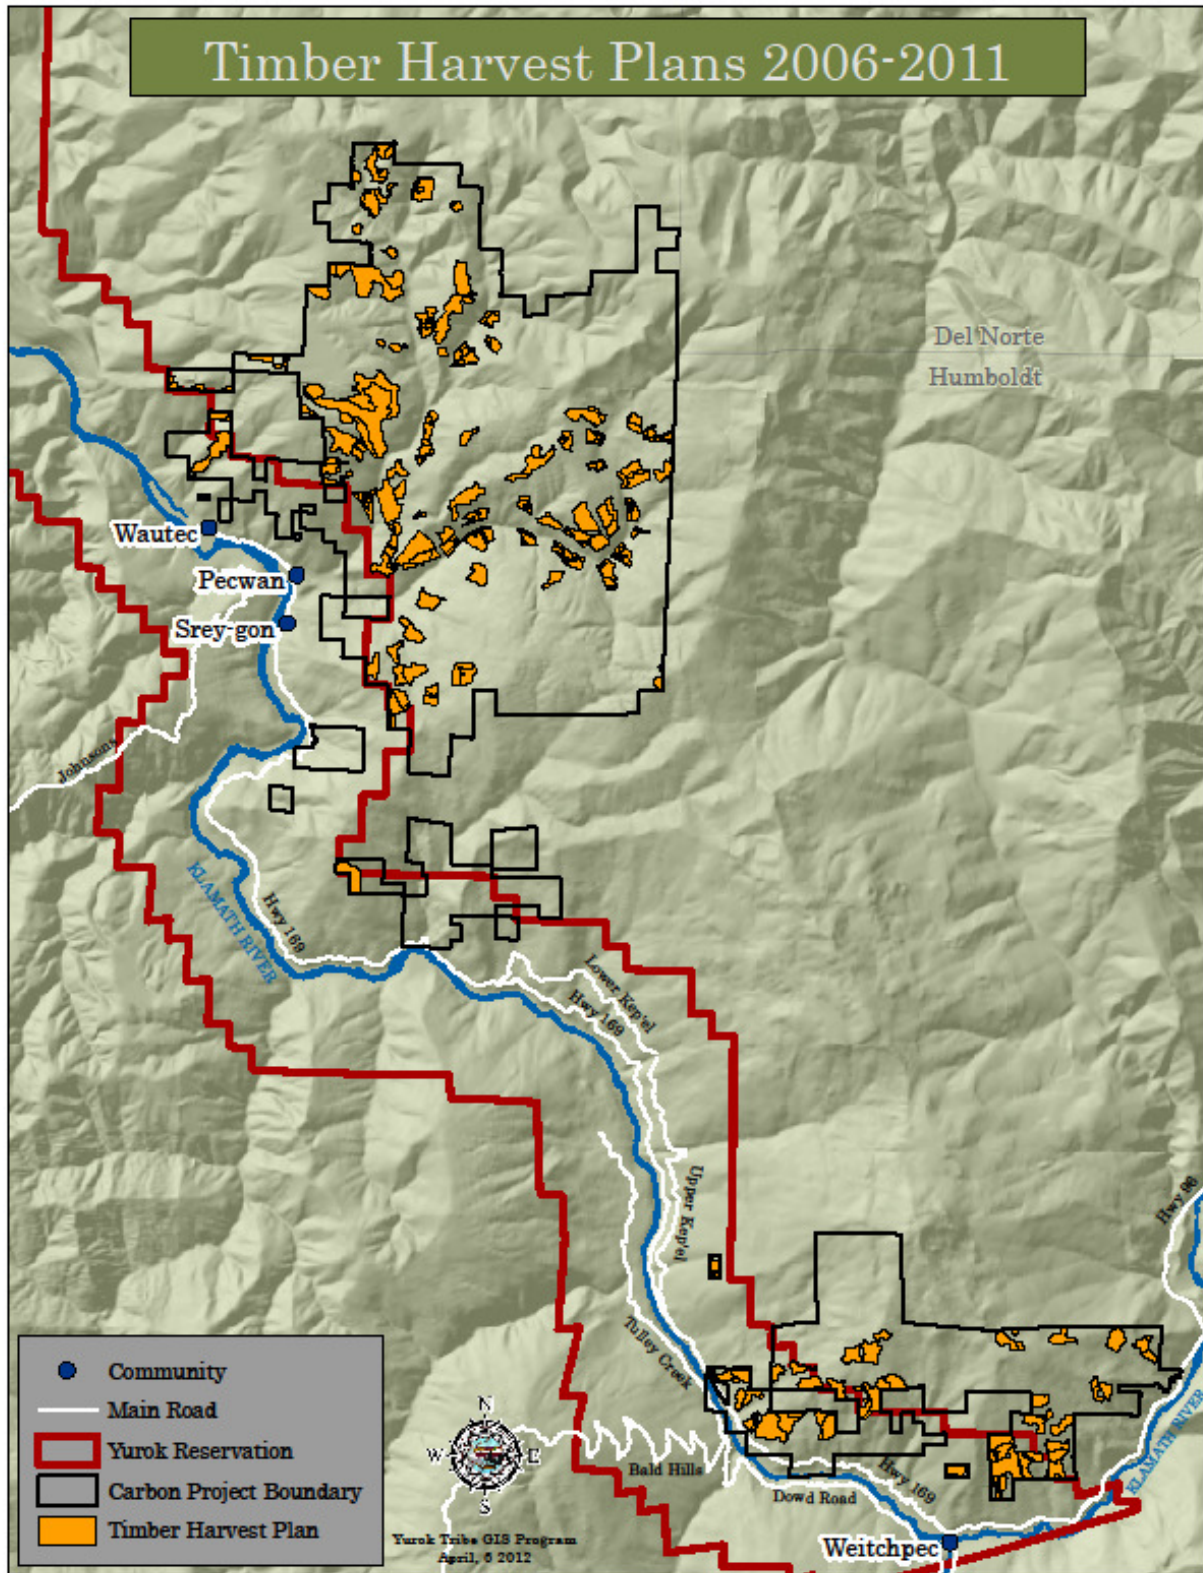 Timber Harvest Plans 2006-2011
Del Norte
Humboldt
Wautec
Pecwan
Srey-gon
Johnsons
KLAMATH RIVER
Hwy 169
Lower Kep'el
Hwy 169
Upper Kep'el
Hwy 96
Tulley Creek
KLAMATH RIVER
Bald Hills
Hwy 169
Dowd Road
Weitchpec
N
W
E
S
Community
Main Road
Yurok Reservation
Carbon Project Boundary
Timber Harvest Plan
Yurok Tribe GIS Program
April, 6 2012